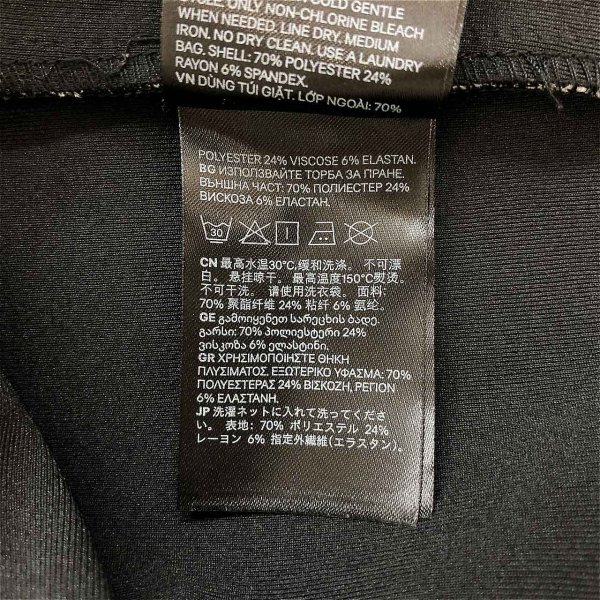 COLD GENTLE
CYCLE ONLY, NON-CHLORINE BLEACH
WHEN NEEDED. LINE DRY, MEDIUM
IRON. NO DRY CLEAN. USE A LAUNDRY
BAG. SHELL: 70% POLYESTER 24%
RAYON 6% SPANDEX.
VN DÙNG TÚI GIẶT. LỚP NGOÀI: 70%
POLYESTER 24% VISCOSE 6% ELASTAN.
BG ИЗПОЛЗВАЙТЕ ТОРБА ЗА ПРАНЕ.
ВЪНШНА ЧАСТ: 70% ПОЛИЕСТЕР 24%
ВИСКОЗА 6% ЕЛАСТАН.
30
CN 最高水温30℃,缓和洗涤。不可漂
白。悬挂晾干。最高温度150℃熨烫。
不可干洗。请使用洗衣袋。面料:
70% 聚酯纤维 24% 粘纤 6% 氨纶.
GE გამოიყენეთ სარეცხის ბადე.
გარსი: 70% პოლიესტერი 24%
ვისკოზა 6% ელასტინი.
GR ΧΡΗΣΙΜΟΠΟΙΗΣΤΕ ΘΗΚΗ
ΠΛΥΣΙΜΑΤΟΣ. ΕΞΩΤΕΡΙΚΟ ΥΦΑΣΜΑ: 70%
ΠΟΛΥΕΣΤΕΡΑΣ 24% ΒΙΣΚΟΖΗ, ΡΕΓΙΟΝ
6% ΕΛΑΣΤΑΝΗ.
JP 洗濯ネットに入れて洗ってくださ
い。 表地: 70% ポリエステル 24%
レーヨン 6% 指定外繊維(エラスタン)